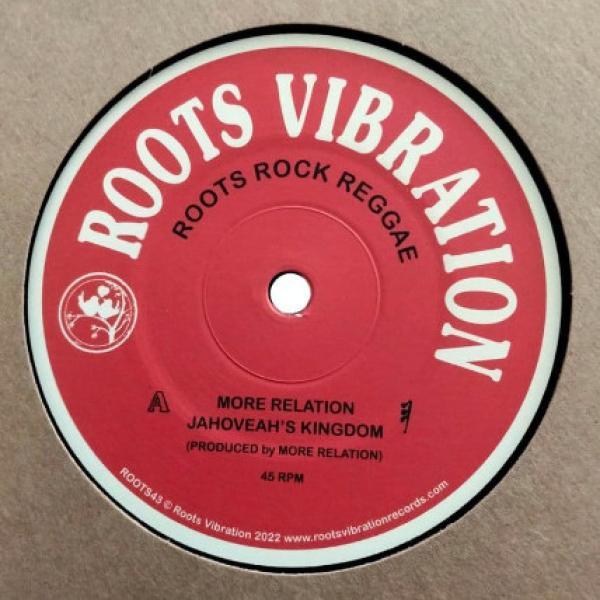 ROOTS VIBRATION
ROOTS ROCK REGGAE
A
MORE RELATION
JAHOVEAH'S KINGDOM
(PRODUCED by MORE RELATION)
45 RPM
ROOTS43 © Roots Vibration 2022 www.rootsvibrationrecords.com